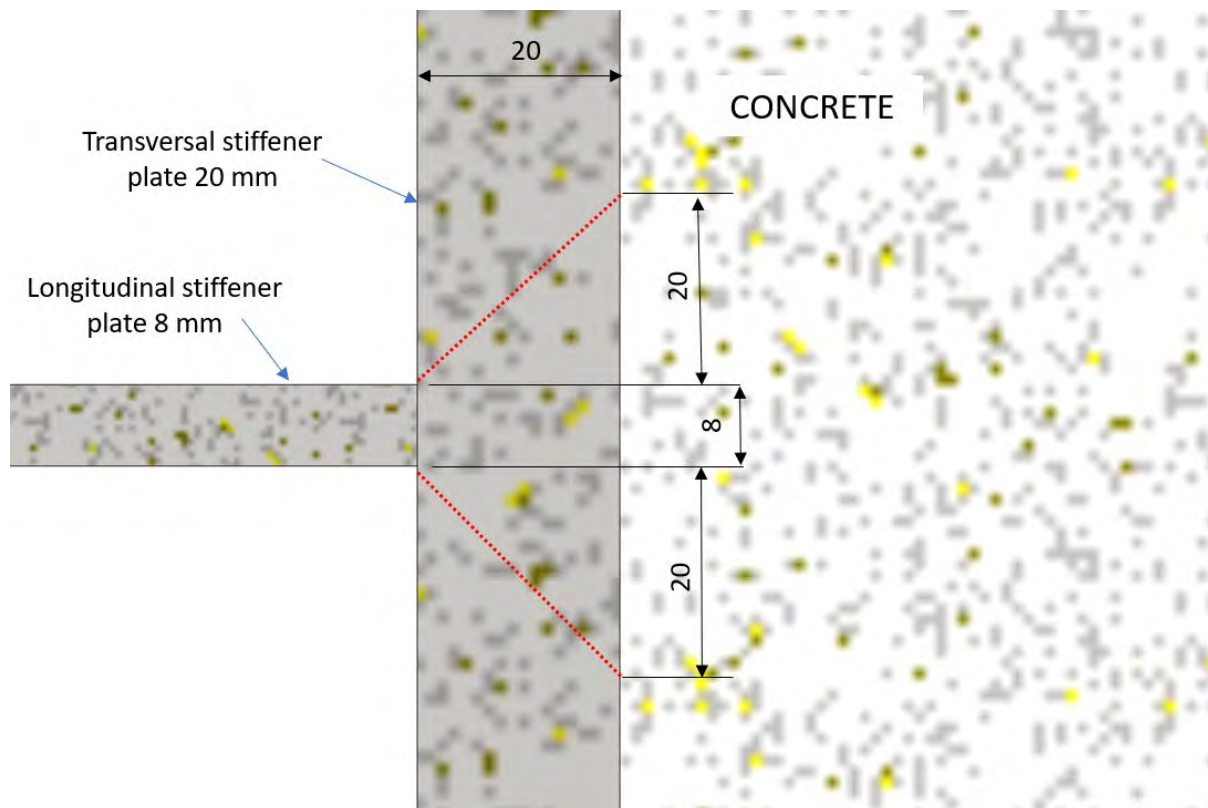 20
CONCRETE
Transversal stiffener
plate 20 mm
20
Longitudinal stiffener
plate 8 mm
8
20